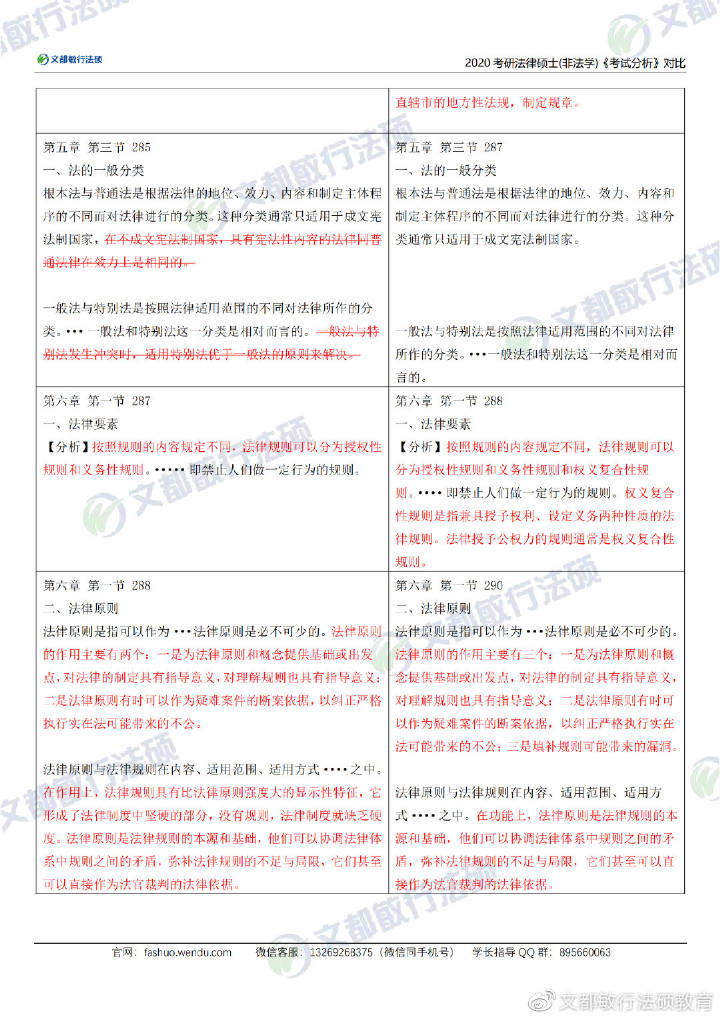 文都敏行法硕
2020 考研法律硕士(非法学)《考试分析》对比
直辖市的地方性法规，制定规章。
第五章 第三节 285
一、法的一般分类
根本法与普通法是根据法律的地位、效力、内容和制定主体程
序的不同而对法律进行的分类。这种分类通常只适用于成文宪
法制国家，在不成文宪法制国家，具有宪法性内容的法律同普
通法律在效力上是相同的。
一般法与特别法是按照法律适用范围的不同对法律所作的分
类。•••一般法和特别法这一分类是相对而言的。一般法与特
别法发生冲突时，适用特别法优于一般法的原则来解决。
第五章 第三节 287
一、法的一般分类
根本法与普通法是根据法律的地位、效力、内容和
制定主体程序的不同而对法律进行的分类。这种分
类通常只适用于成文宪法制国家。
一般法与特别法是按照法律适用范围的不同对法律
所作的分类。•••一般法和特别法这一分类是相对而
言的。
第六章 第一节 287
一、法律要素
【分析】按照规则的内容规定不同，法律规则可以分为授权性
规则和义务性规则。•••••即禁止人们做一定行为的规则。
第六章 第一节 288
一、法律要素
【分析】按照规则的内容规定不同，法律规则可以
分为授权性规则和义务性规则和权义复合性规
则。••••即禁止人们做一定行为的规则。权义复合
性规则是指兼具授予权利、设定义务两种性质的法
律规则。法律授予公权力的规则通常是权义复合性
规则。
第六章 第一节 288
二、法律原则
法律原则是指可以作为•••法律原则是必不可少的。法律原则
的作用主要有两个：一是为法律原则和概念提供基础或出发
点，对法律的制定具有指导意义，对理解规则也具有指导意义；
二是法律原则有时可以作为疑难案件的断案依据，以纠正严格
执行实在法可能带来的不公。
法律原则与法律规则在内容、适用范围、适用方式••••之中。
在作用上，法律规则具有比法律原则强度大的显示性特征，它
形成了法律制度中坚硬的部分，没有规则，法律制度就缺乏硬
度。法律原则是法律规则的本源和基础，他们可以协调法律体
系中规则之间的矛盾，弥补法律规则的不足与局限，它们甚至
可以直接作为法官裁判的法律依据。
第六章 第一节 290
二、法律原则
法律原则是指可以作为•••法律原则是必不可少的。
法律原则的作用主要有三个：一是为法律原则和概
念提供基础或出发点，对法律的制定具有指导意义，
对理解规则也具有指导意义；二是法律原则有时可
以作为疑难案件的断案依据，以纠正严格执行实在
法可能带来的不公；三是填补规则可能带来的漏洞。
法律原则与法律规则在内容、适用范围、适用方
式••••之中。在功能上，法律原则是法律规则的本
源和基础，他们可以协调法律体系中规则之间的矛
盾，弥补法律规则的不足与局限，它们甚至可以直
接作为法官裁判的法律依据。
官网：fashuo.wendu.com 微信客服：13269268375（微信同手机号） 学长指导 QQ 群：895660063
@文都敏行法硕教育